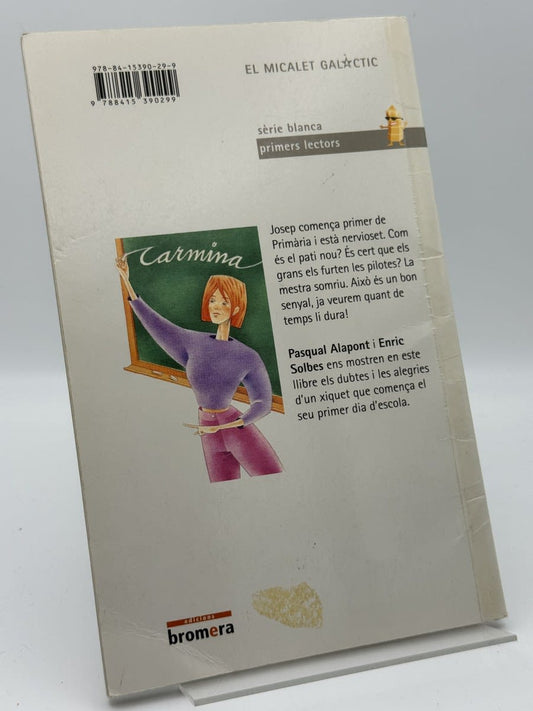 978-84-15390-29-9
9 788415 390299
EL MICALET GALÀCTIC
sèrie blanca
primers lectors
Carmina
Josep comença primer de
Primària i està nervioset. Com
és el pati nou? És cert que els
grans els furten les pilotes? La
mestra somriu. Això és un bon
senyal, ja veurem quant de
temps li dura!
Pasqual Alapont i Enric
Solbes ens mostren en este
llibre els dubtes i les alegries
d'un xiquet que comença el
seu primer dia d'escola.
edicions
bromera